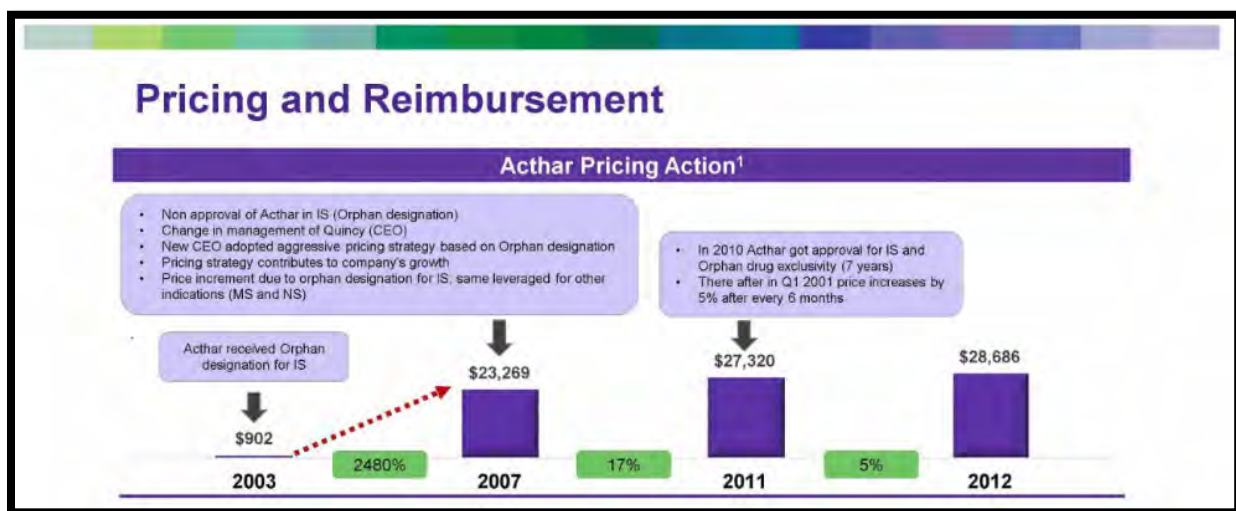 Pricing and Reimbursement
Acthar Pricing Action¹
• Non approval of Acthar in IS (Orphan designation)
• Change in management of Quincy (CEO)
• New CEO adopted aggressive pricing strategy based on Orphan designation
• Pricing strategy contributes to company's growth
• Price increment due to orphan designation for IS, same leveraged for other
indications (MS and NS)
• In 2010 Acthar got approval for IS and
Orphan drug exclusivity (7 years)
• There after in Q1 2001 price increases by
5% after every 6 months
Acthar received Orphan
designation for IS
$902
$23,269
$27,320
$28,686
2003
2480%
2007
17%
2011
5%
2012